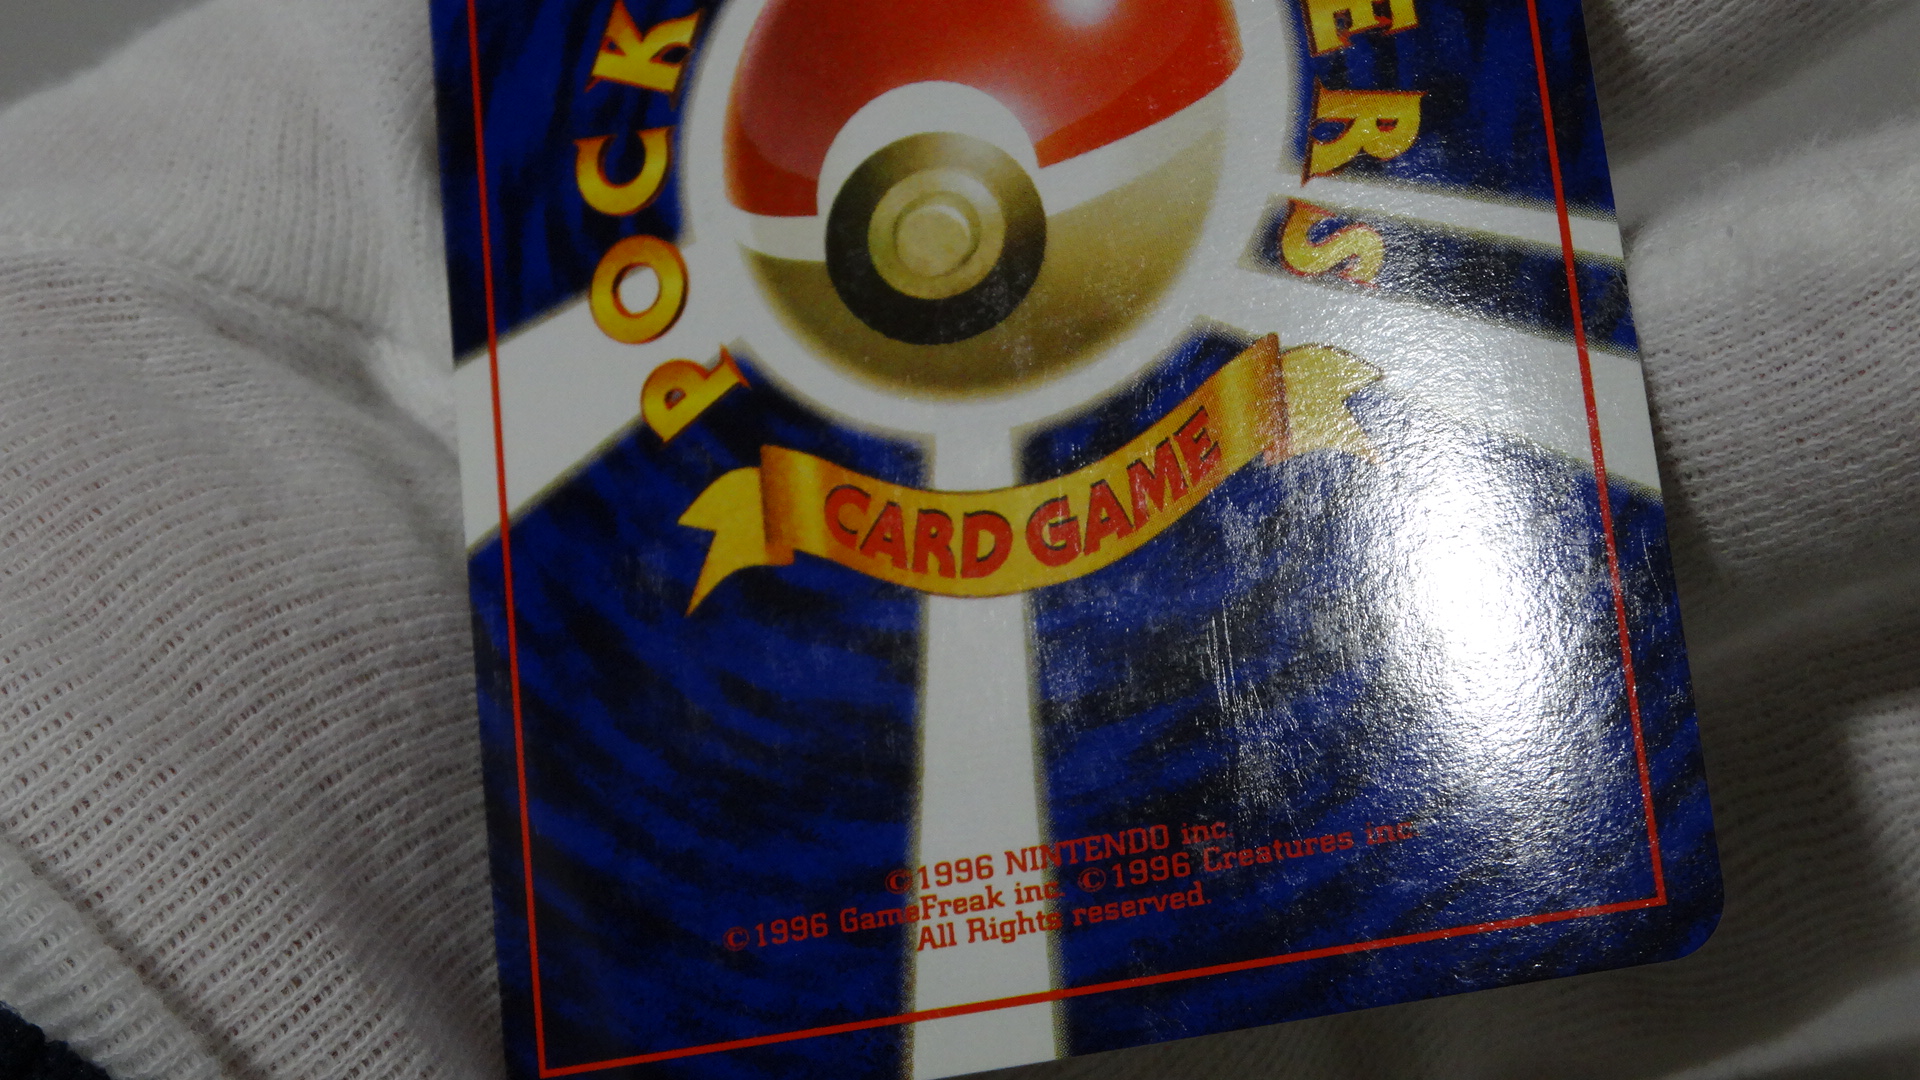 POCK
ERS
CARD GAME
©1996 NINTENDO inc.
©1996 Creatures inc.
©1996 GameFreak inc.
All Rights reserved.